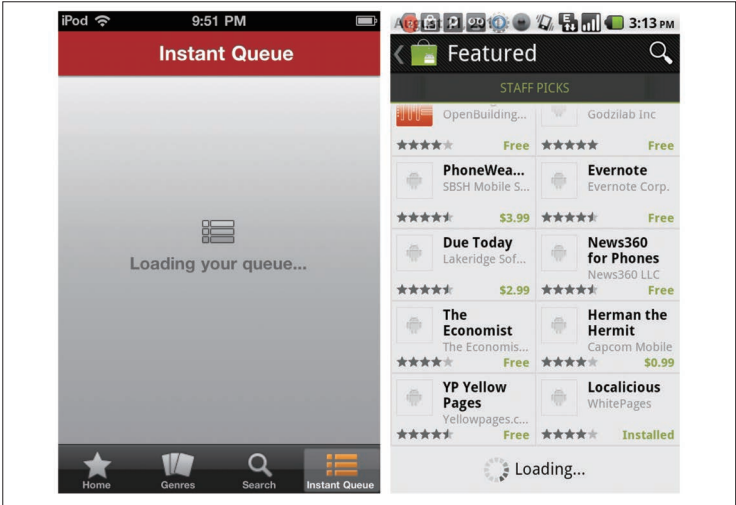 iPod 9:51 PM
Instant Queue
Loading your queue...
Home Genres Search Instant Queue
3:13 PM
Featured
STAFF PICKS
OpenBuilding... Godzilab Inc
Free Free
PhoneWea... Evernote
SBSH Mobile S... Evernote Corp.
$3.99 Free
Due Today News360
Lakeridge Sof... for Phones
News360 LLC
$2.99 Free
The Herman the
Economist Hermit
The Economis... Capcom Mobile
Free $0.99
YP Yellow Localicious
Pages WhitePages
Yellowpages.c...
Free Installed
Loading...